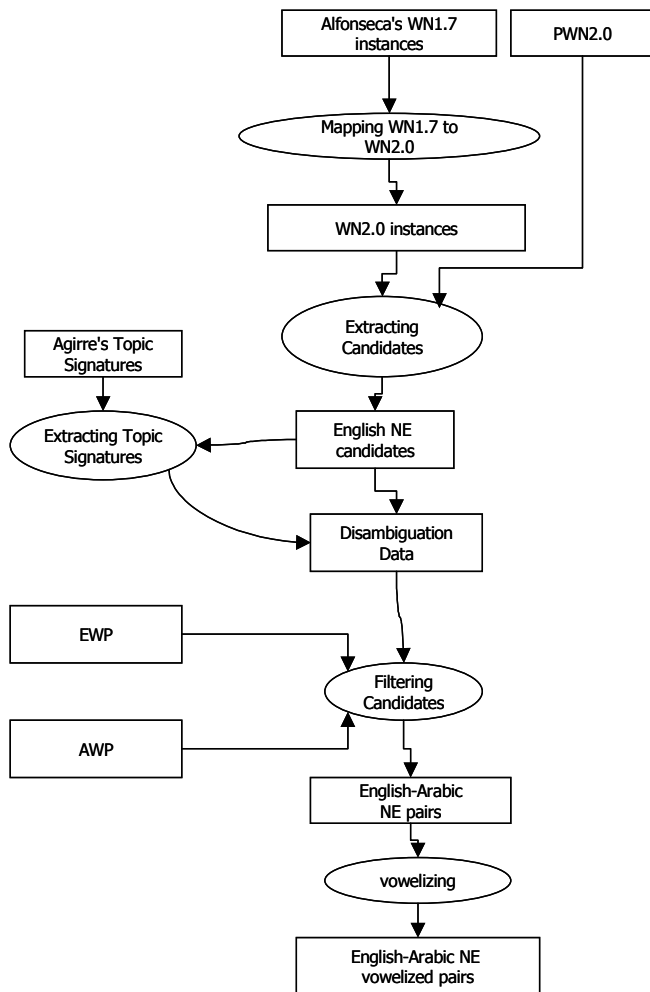 Alfonseca's WN1.7
instances
PWN2.0
Mapping WN1.7 to
WN2.0
WN2.0 instances
Extracting
Candidates
Agirre's Topic
Signatures
Extracting Topic
Signatures
English NE
candidates
Disambiguation
Data
EWP
Filtering
Candidates
AWP
English-Arabic
NE pairs
vowelizing
English-Arabic NE
vowelized pairs